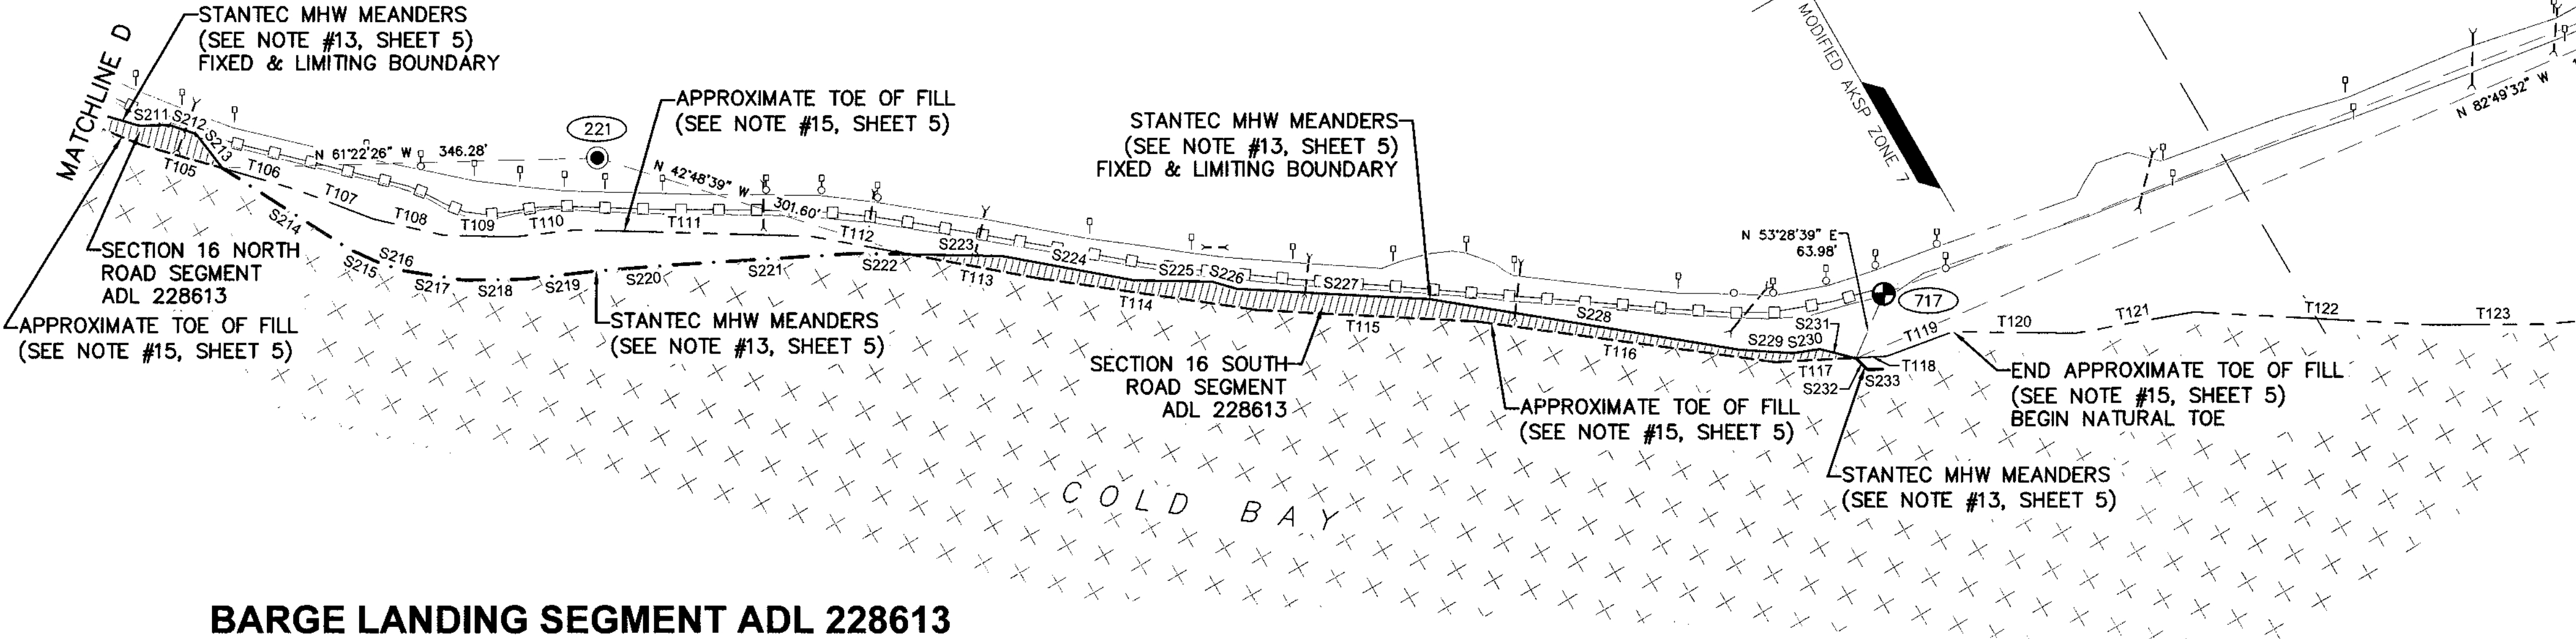 STANTEC MHW MEANDERS
(SEE NOTE #13, SHEET 5)
FIXED & LIMITING BOUNDARY
MATCHLINE D
APPROXIMATE TOE OF FILL
(SEE NOTE #15, SHEET 5)
221
STANTEC MHW MEANDERS
(SEE NOTE #13, SHEET 5)
FIXED & LIMITING BOUNDARY
MODIFIED AKSP ZONE 7
N 82°49'32" W
S211
S212
S213
T105
T106
N 61°22'26" W 346.28'
N 42°48'39" W
301.60'
T107
T108
T109
T110
T111
T112
S214
S215
S216
S217
S218
S219
S220
S221
S222
S223
T113
S224
T114
S225
S226
S227
T115
S228
T116
S229
S230
S231
T117
S232
S233
T118
T119
T120
T121
T122
T123
N 53°28'39" E
63.98'
717
SECTION 16 NORTH
ROAD SEGMENT
ADL 228613
APPROXIMATE TOE OF FILL
(SEE NOTE #15, SHEET 5)
STANTEC MHW MEANDERS
(SEE NOTE #13, SHEET 5)
SECTION 16 SOUTH
ROAD SEGMENT
ADL 228613
APPROXIMATE TOE OF FILL
(SEE NOTE #15, SHEET 5)
END APPROXIMATE TOE OF FILL
(SEE NOTE #15, SHEET 5)
BEGIN NATURAL TOE
STANTEC MHW MEANDERS
(SEE NOTE #13, SHEET 5)
COLD BAY
BARGE LANDING SEGMENT ADL 228613